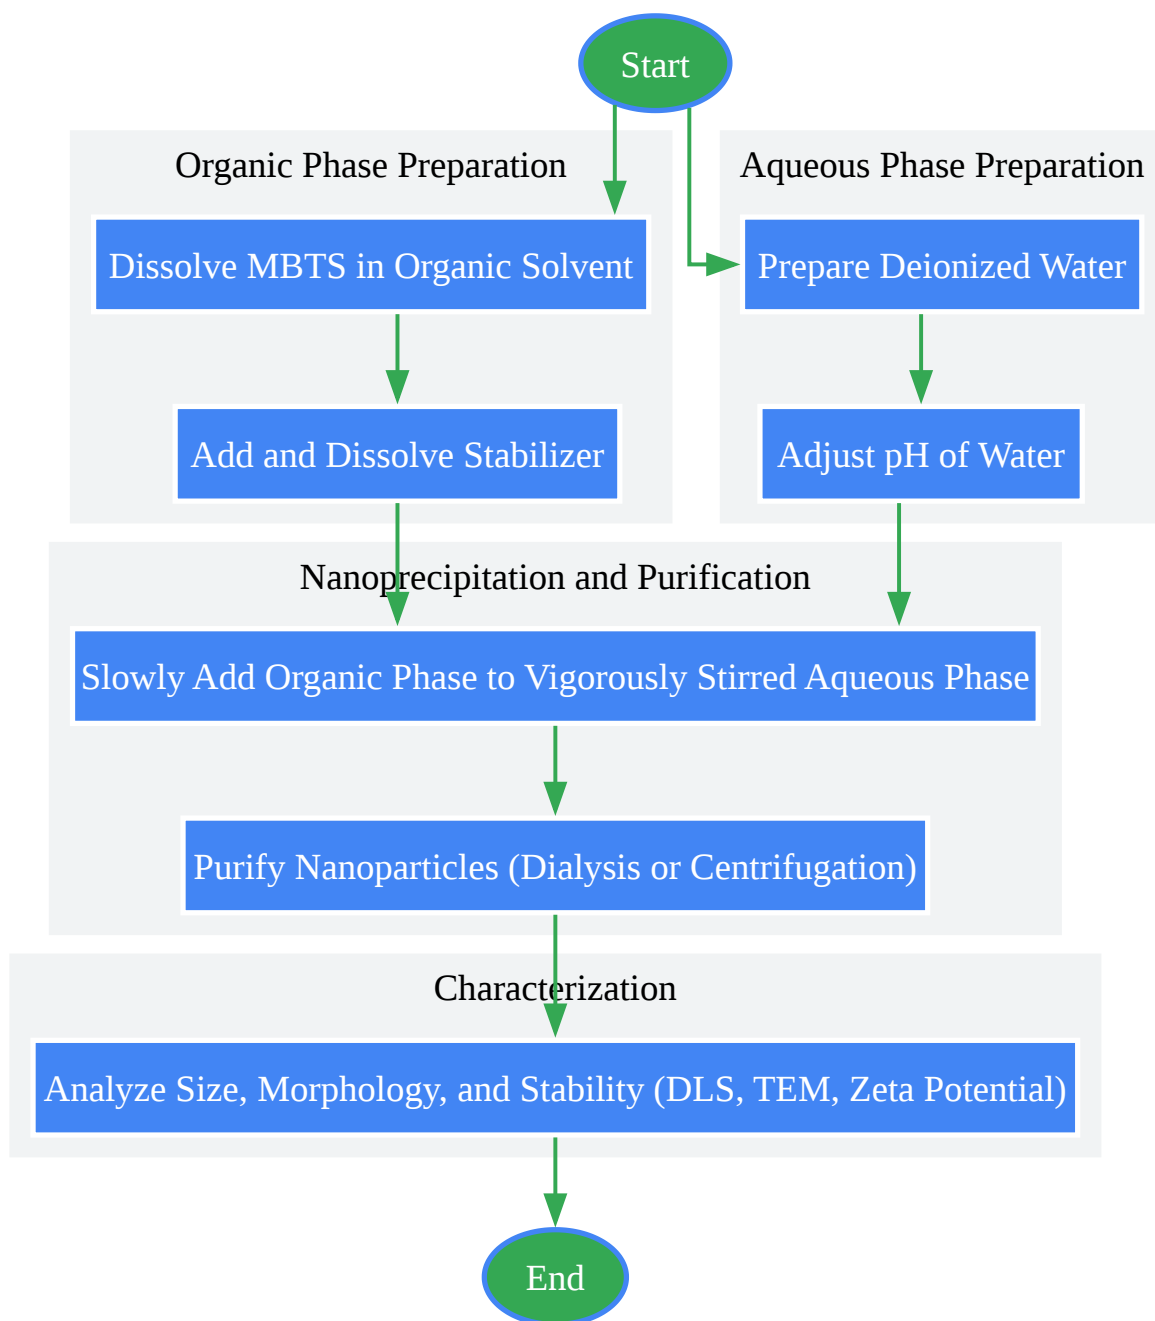 Start
Organic Phase Preparation
Aqueous Phase Preparation
Dissolve MBTS in Organic Solvent
Prepare Deionized Water
Add and Dissolve Stabilizer
Adjust pH of Water
Nanoprecipitation and Purification
Slowly Add Organic Phase to Vigorously Stirred Aqueous Phase
Purify Nanoparticles (Dialysis or Centrifugation)
Characterization
Analyze Size, Morphology, and Stability (DLS, TEM, Zeta Potential)
End